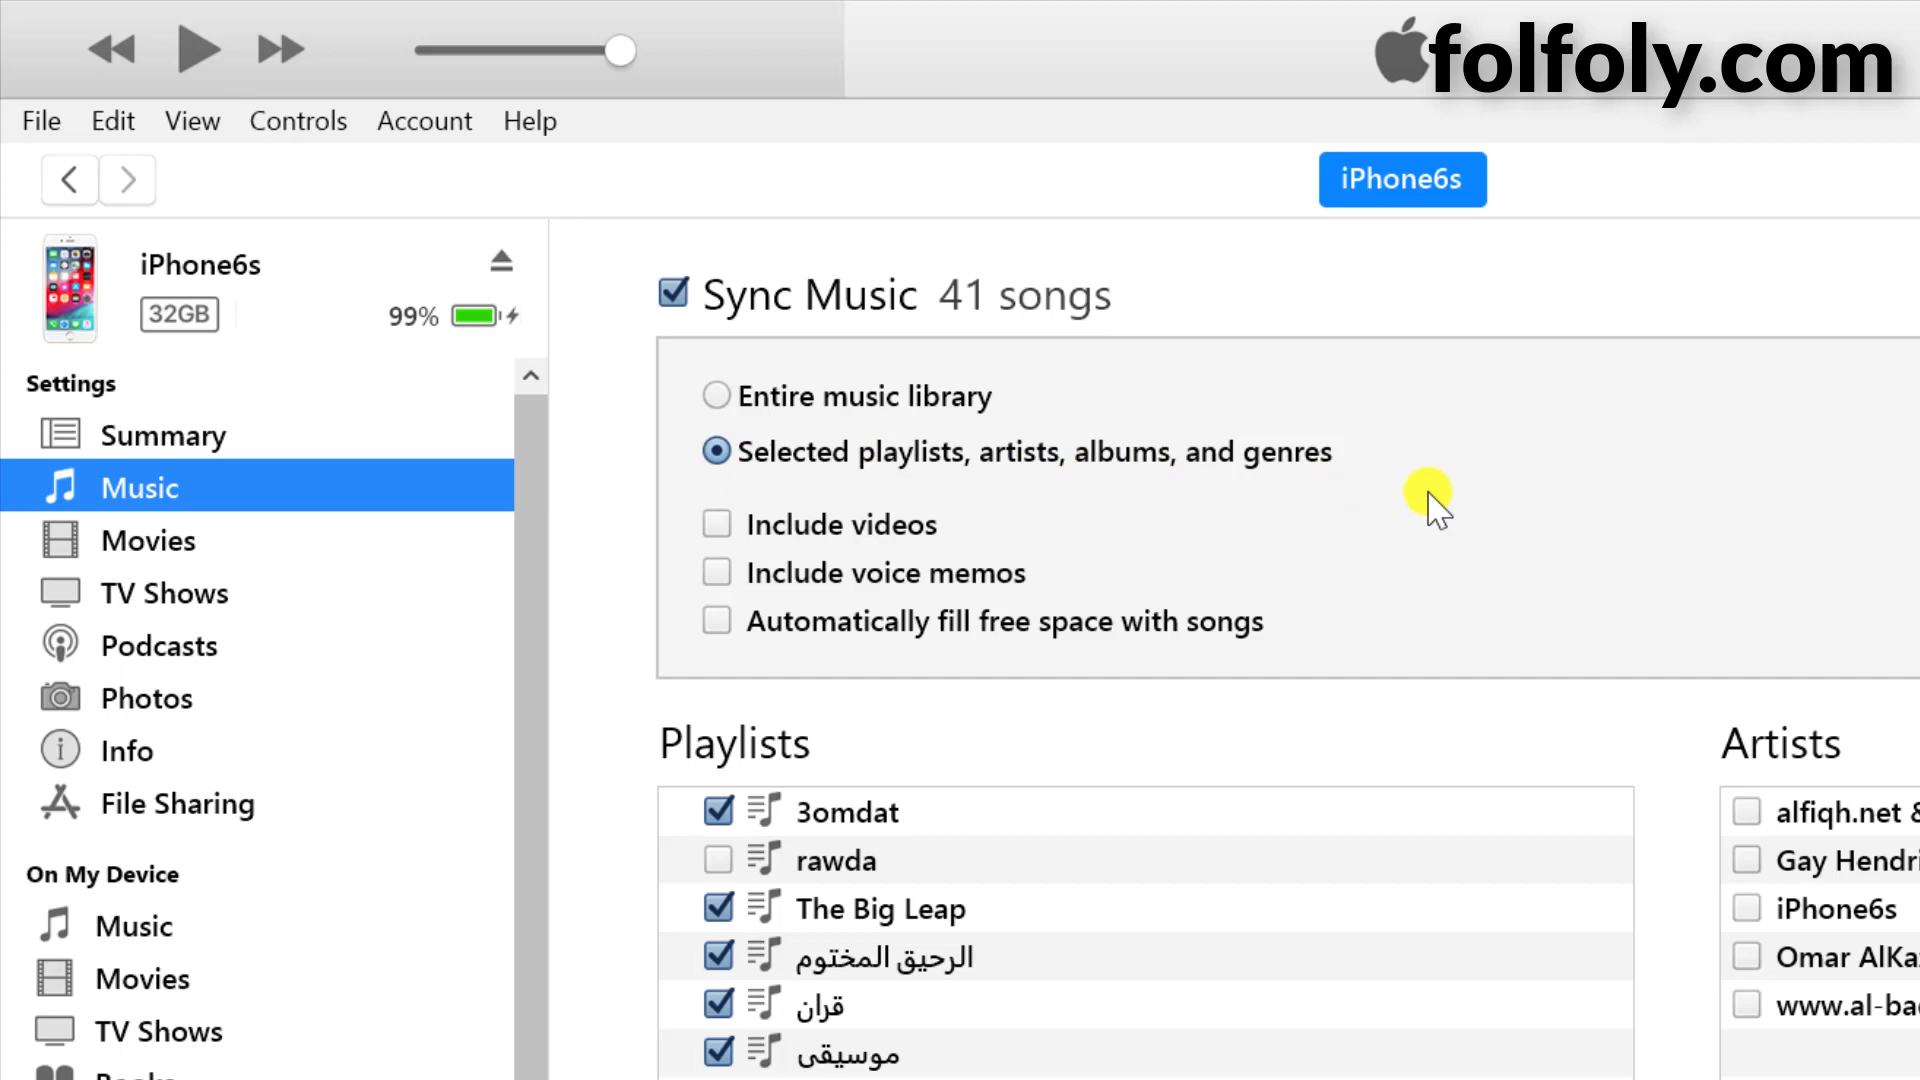 folfoly.com
File Edit View Controls Account Help
iPhone6s
iPhone6s
32GB
99%
Settings
Summary
Music
Movies
TV Shows
Podcasts
Photos
Info
File Sharing
On My Device
Music
Movies
TV Shows
Sync Music 41 songs
Entire music library
Selected playlists, artists, albums, and genres
Include videos
Include voice memos
Automatically fill free space with songs
Playlists
3omdat
rawda
The Big Leap
الرحيق المختوم
قران
موسيقى
Artists
alfiqh.net &
Gay Hendri
iPhone6s
Omar AlKa
www.al-ba